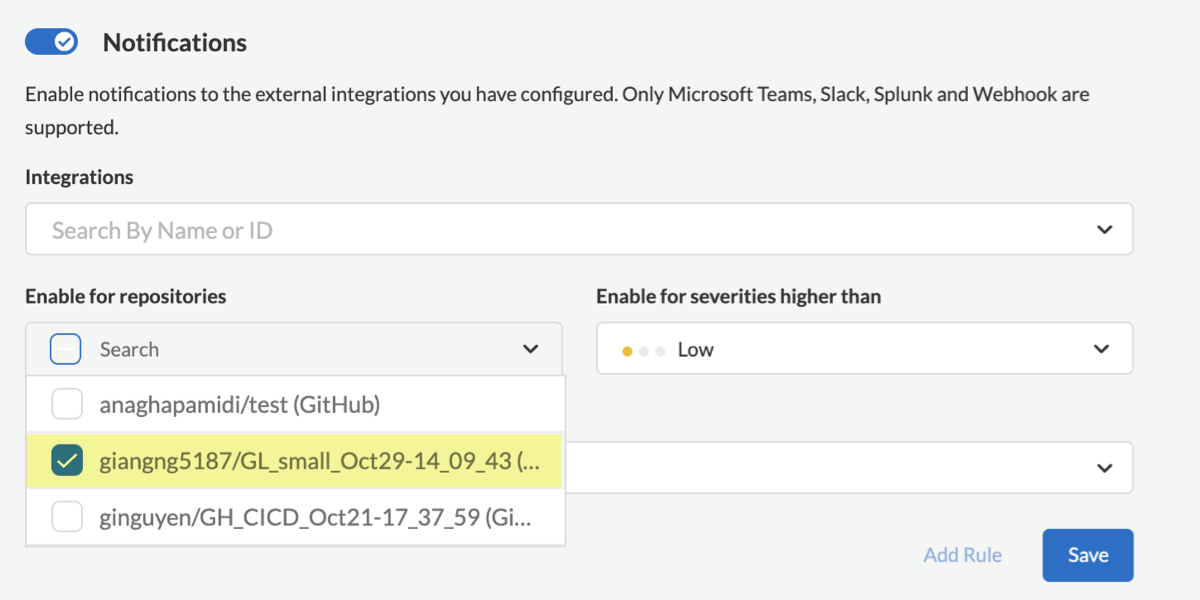 Notifications
Enable notifications to the external integrations you have configured. Only Microsoft Teams, Slack, Splunk and Webhook are
supported.
Integrations
Search By Name or ID
Enable for repositories
Enable for severities higher than
Search
Low
anaghapamidi/test (GitHub)
giangng5187/GL_small_Oct29-14_09_43 (...
ginguyen/GH_CICD_Oct21-17_37_59 (Gi...
Add Rule
Save